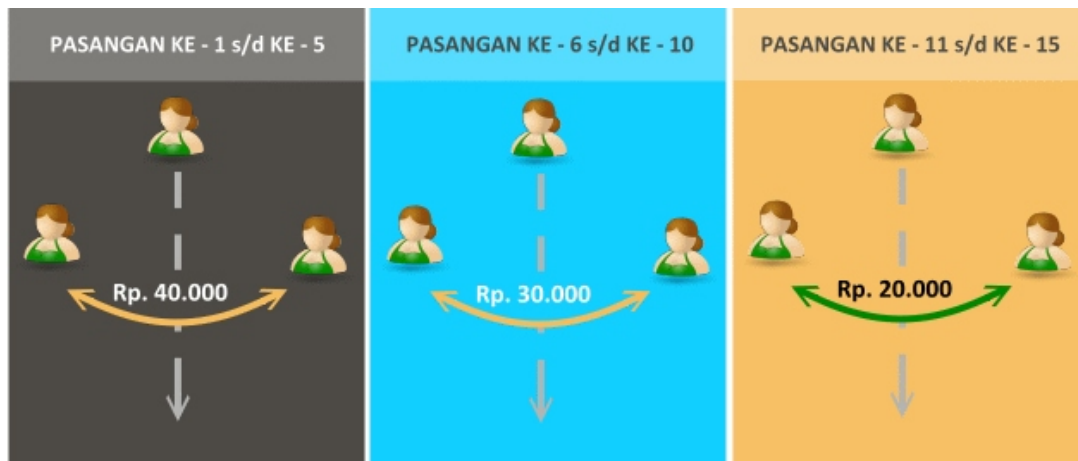 PASANGAN KE - 1 s/d KE - 5
PASANGAN KE - 6 s/d KE - 10
PASANGAN KE - 11 s/d KE - 15
Rp. 40.000
Rp. 30.000
Rp. 20.000